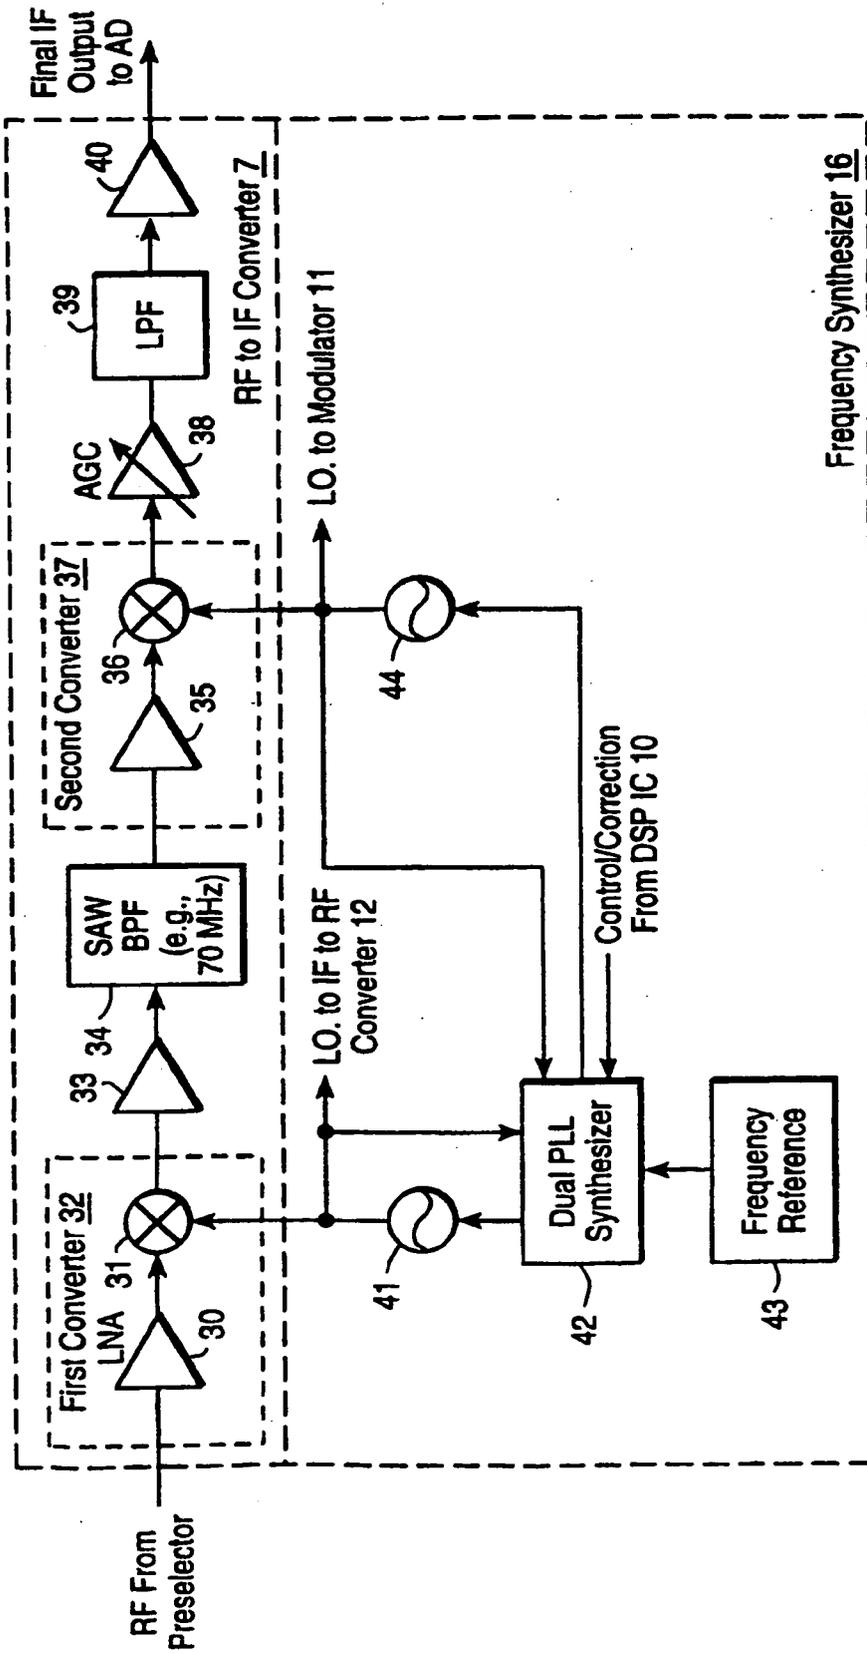 RF From
Preselector
First Converter 32
LNA
30
31
33
34
SAW
BPF
(e.g.,
70 MHz)
Second Converter 37
35
36
AGC
38
39
LPF
40
Final IF
Output
to AD
RF to IF Converter 7
L.O. to IF to RF
Converter 12
L.O. to Modulator 11
41
44
42
Dual PLL
Synthesizer
Control/Correction
From DSP IC 10
43
Frequency
Reference
Frequency Synthesizer 16